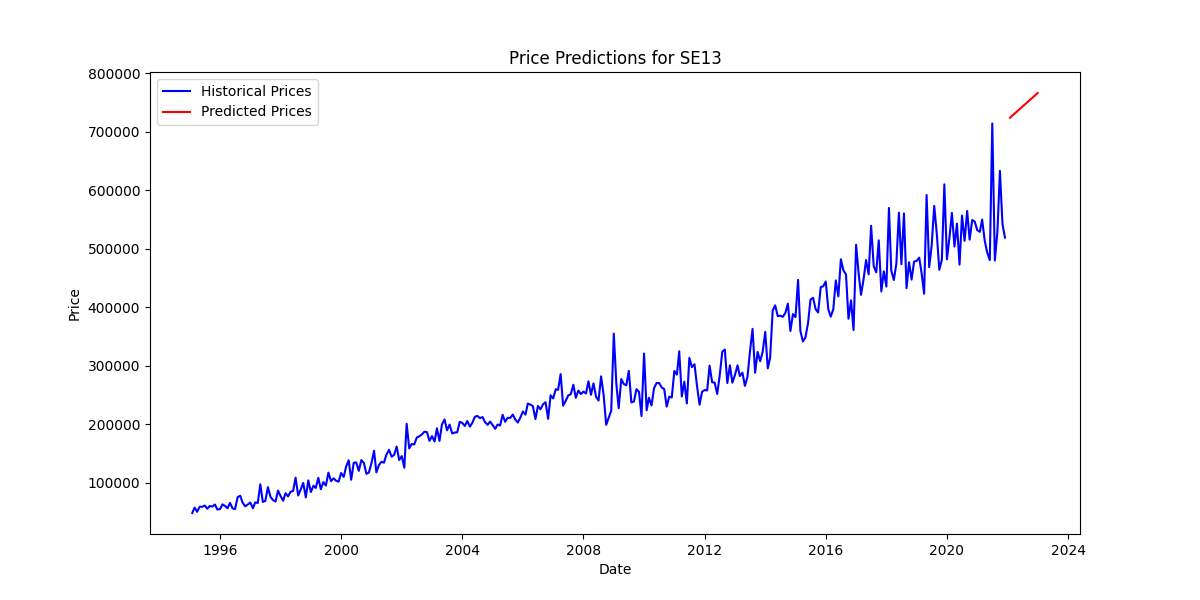 Price Predictions for SE13
Historical Prices
Predicted Prices
800000
700000
600000
500000
400000
300000
200000
100000
Price
1996 2000 2004 2008 2012 2016 2020 2024
Date